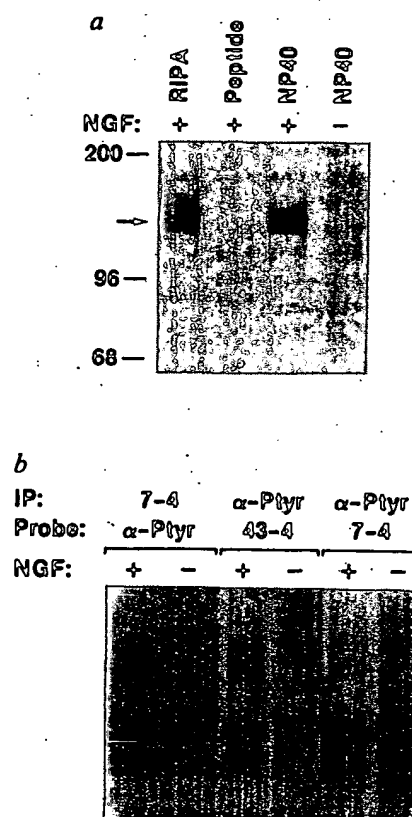 a
RIPA Peptide NP40 NP40
NGF: + + + −
200
96
68
b
IP: 7-4 α-Ptyr α-Ptyr
Probe: α-Ptyr 43-4 7-4
NGF: + − + − + −